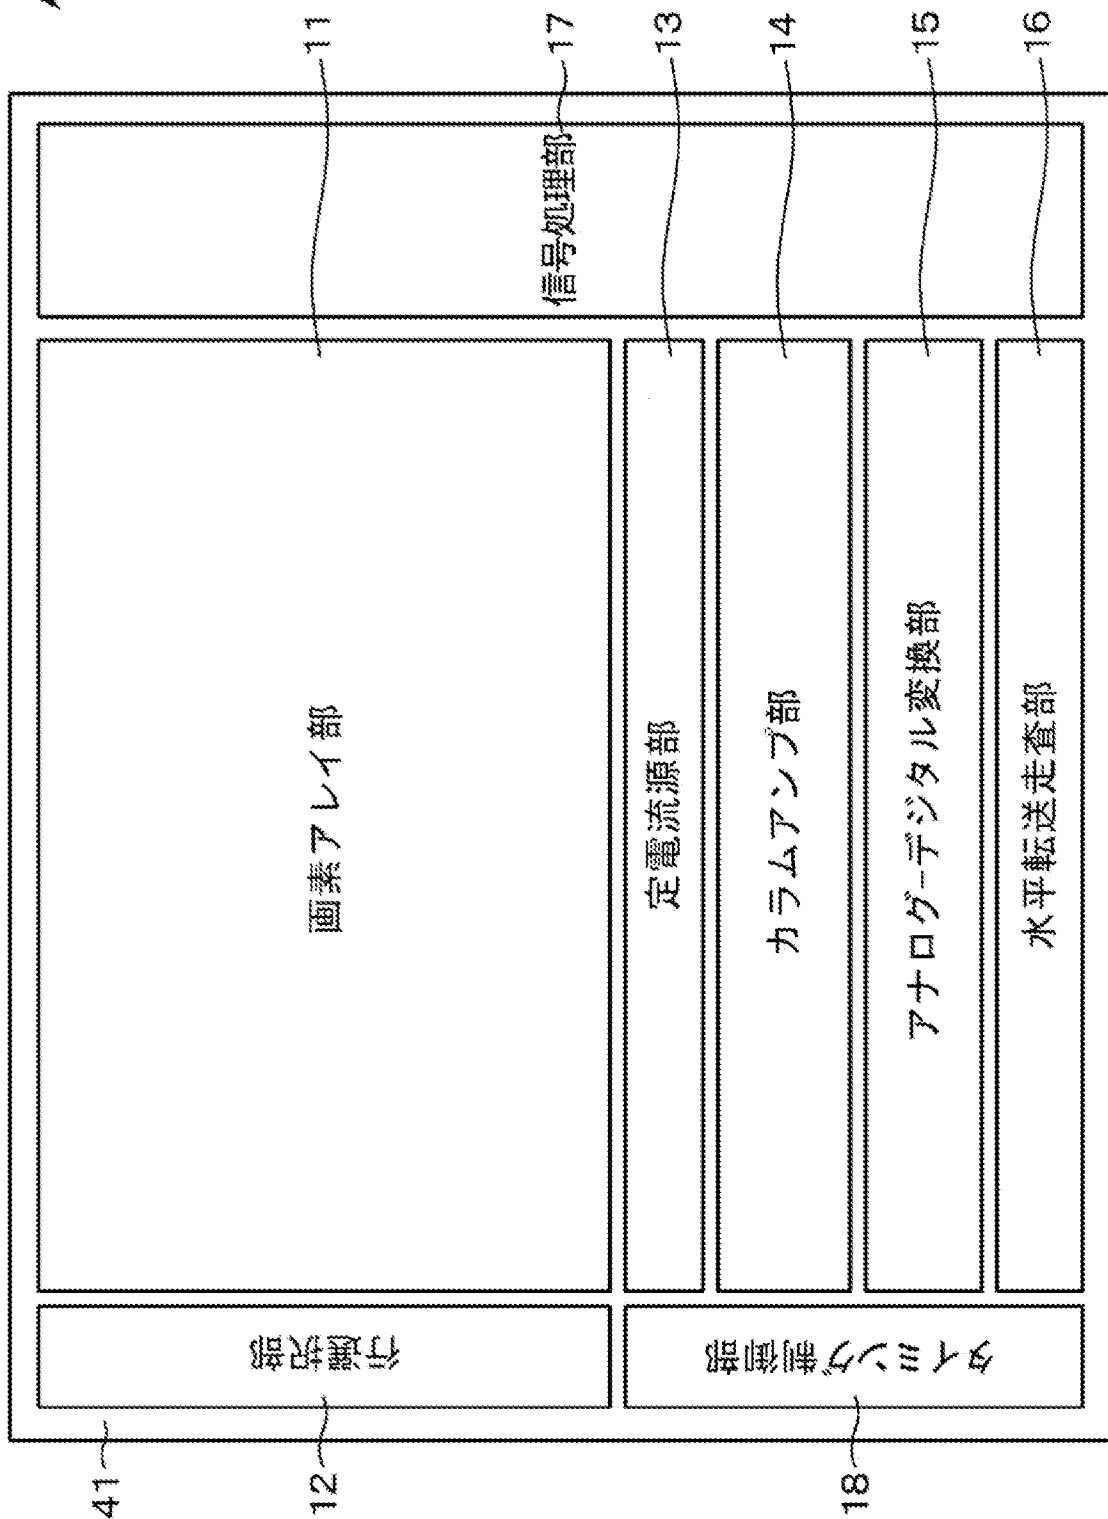 11
17
13
14
15
16
信号処理部
画素アレイ部
定電流源部
カラムアンプ部
アナログ-デジタル変換部
水平転送走査部
行選択部
タイミング制御部
41
12
18